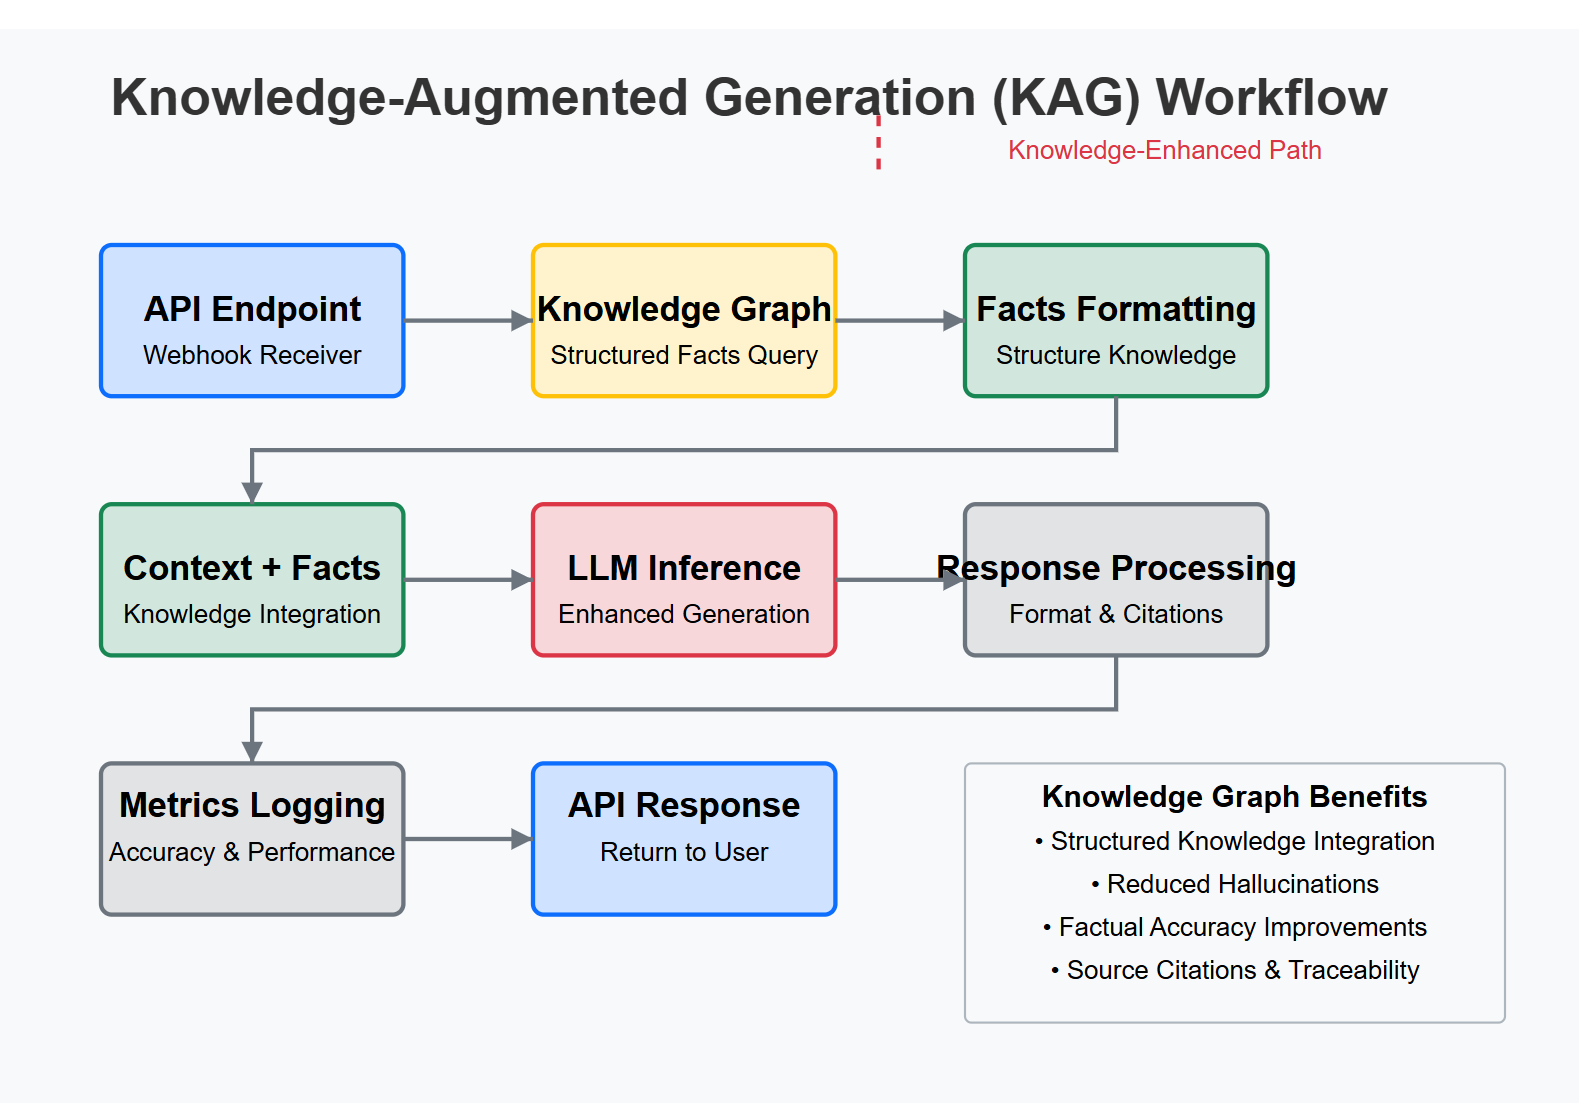 Knowledge-Augmented Generation (KAG) Workflow
Knowledge-Enhanced Path
API Endpoint
Webhook Receiver
Knowledge Graph
Structured Facts Query
Facts Formatting
Structure Knowledge
Context + Facts
Knowledge Integration
LLM Inference
Enhanced Generation
Response Processing
Format & Citations
Metrics Logging
Accuracy & Performance
API Response
Return to User
Knowledge Graph Benefits
• Structured Knowledge Integration
• Reduced Hallucinations
• Factual Accuracy Improvements
• Source Citations & Traceability